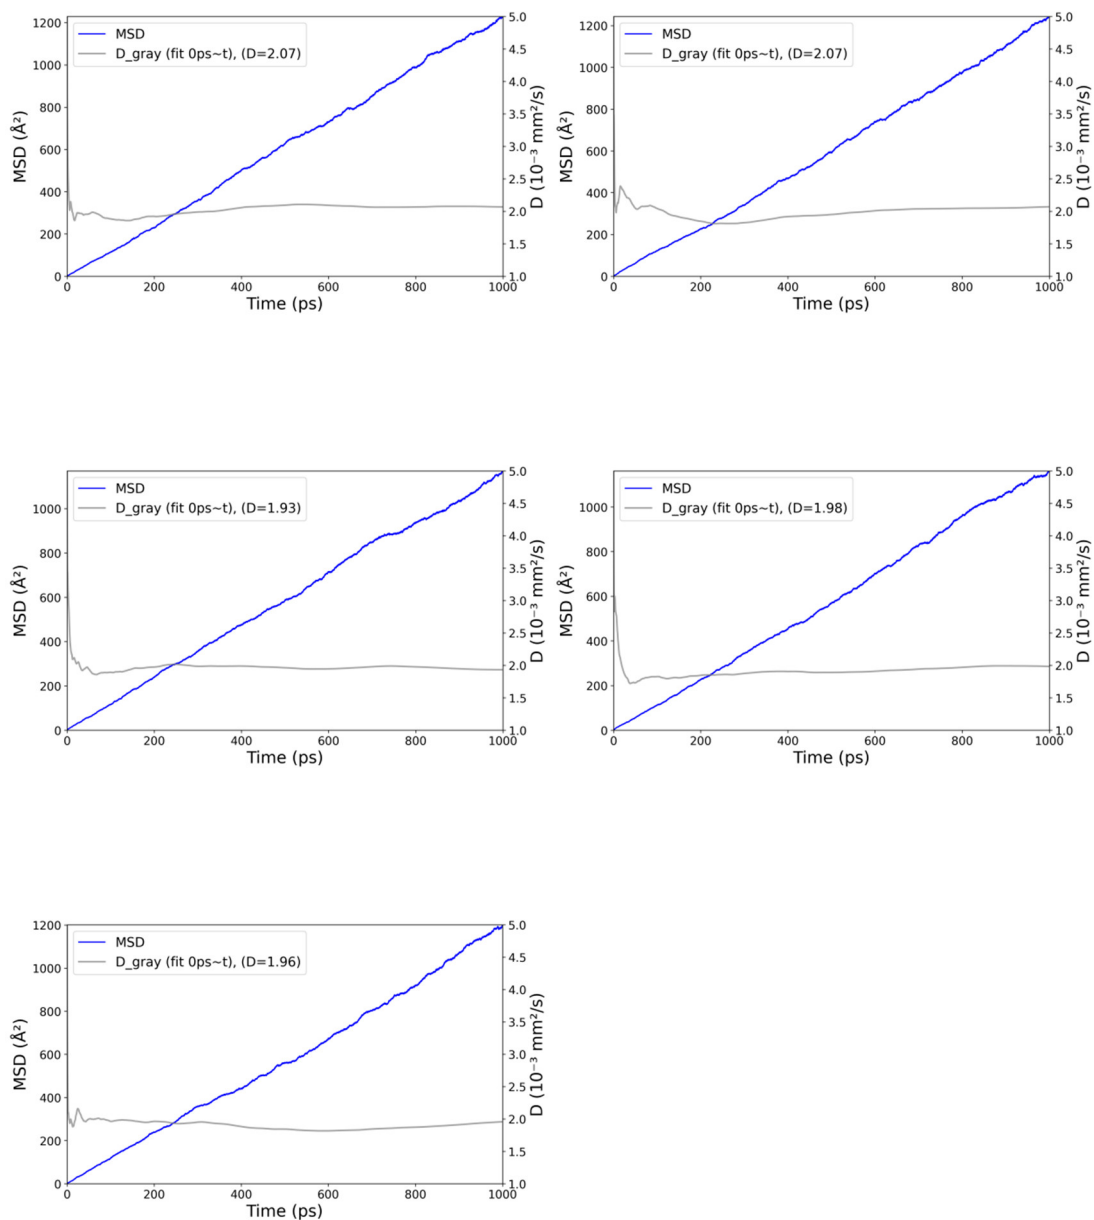 MSD
D_gray (fit 0ps~t), (D=2.07)
MSD (Å²)
1200
1000
800
600
400
200
0
5.0
4.5
4.0
3.5
3.0
2.5
2.0
1.5
1.0
D (10⁻³ mm²/s)
0 200 400 600 800 1000
Time (ps)
MSD
D_gray (fit 0ps~t), (D=2.07)
MSD (Å²)
1200
1000
800
600
400
200
0
5.0
4.5
4.0
3.5
3.0
2.5
2.0
1.5
1.0
D (10⁻³ mm²/s)
0 200 400 600 800 1000
Time (ps)
MSD
D_gray (fit 0ps~t), (D=1.93)
MSD (Å²)
1000
800
600
400
200
0
5.0
4.5
4.0
3.5
3.0
2.5
2.0
1.5
1.0
D (10⁻³ mm²/s)
0 200 400 600 800 1000
Time (ps)
MSD
D_gray (fit 0ps~t), (D=1.98)
MSD (Å²)
1000
800
600
400
200
0
5.0
4.5
4.0
3.5
3.0
2.5
2.0
1.5
1.0
D (10⁻³ mm²/s)
0 200 400 600 800 1000
Time (ps)
MSD
D_gray (fit 0ps~t), (D=1.96)
MSD (Å²)
1200
1000
800
600
400
200
0
5.0
4.5
4.0
3.5
3.0
2.5
2.0
1.5
1.0
D (10⁻³ mm²/s)
0 200 400 600 800 1000
Time (ps)